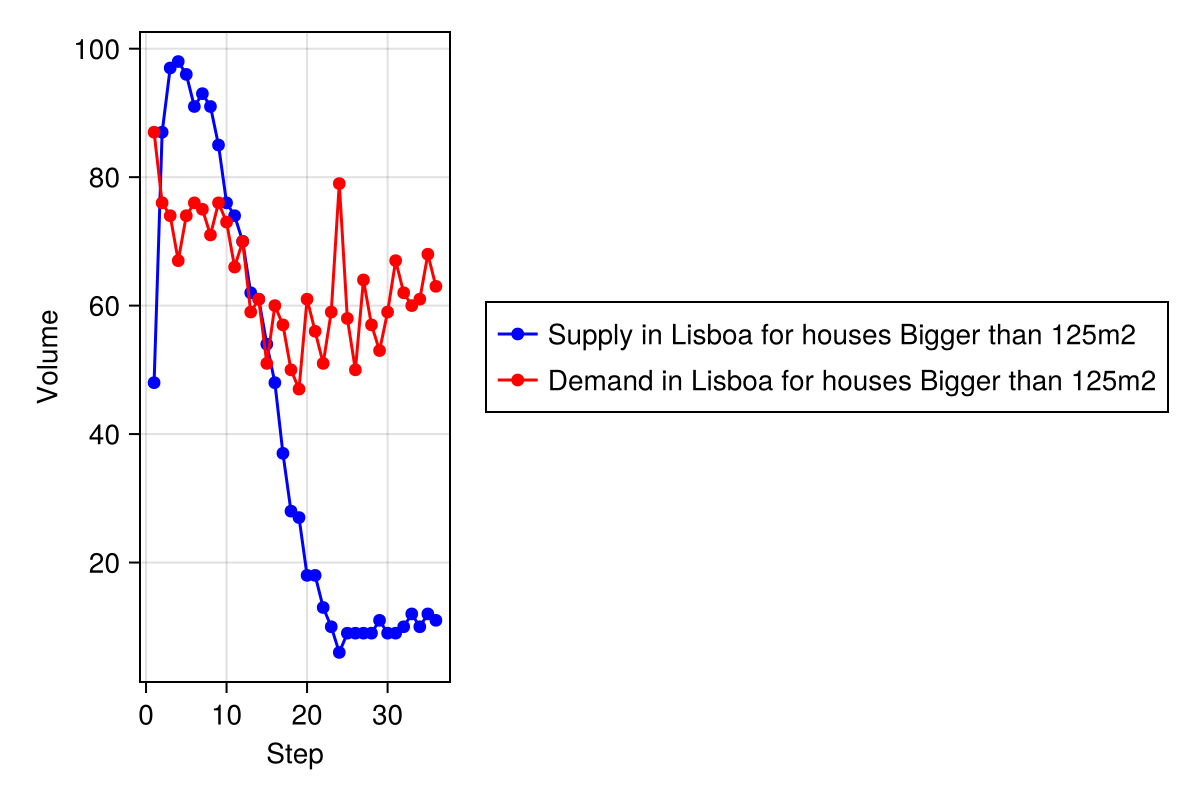 100
80
60
40
20
Volume
0 10 20 30
Step
Supply in Lisboa for houses Bigger than 125m2
Demand in Lisboa for houses Bigger than 125m2